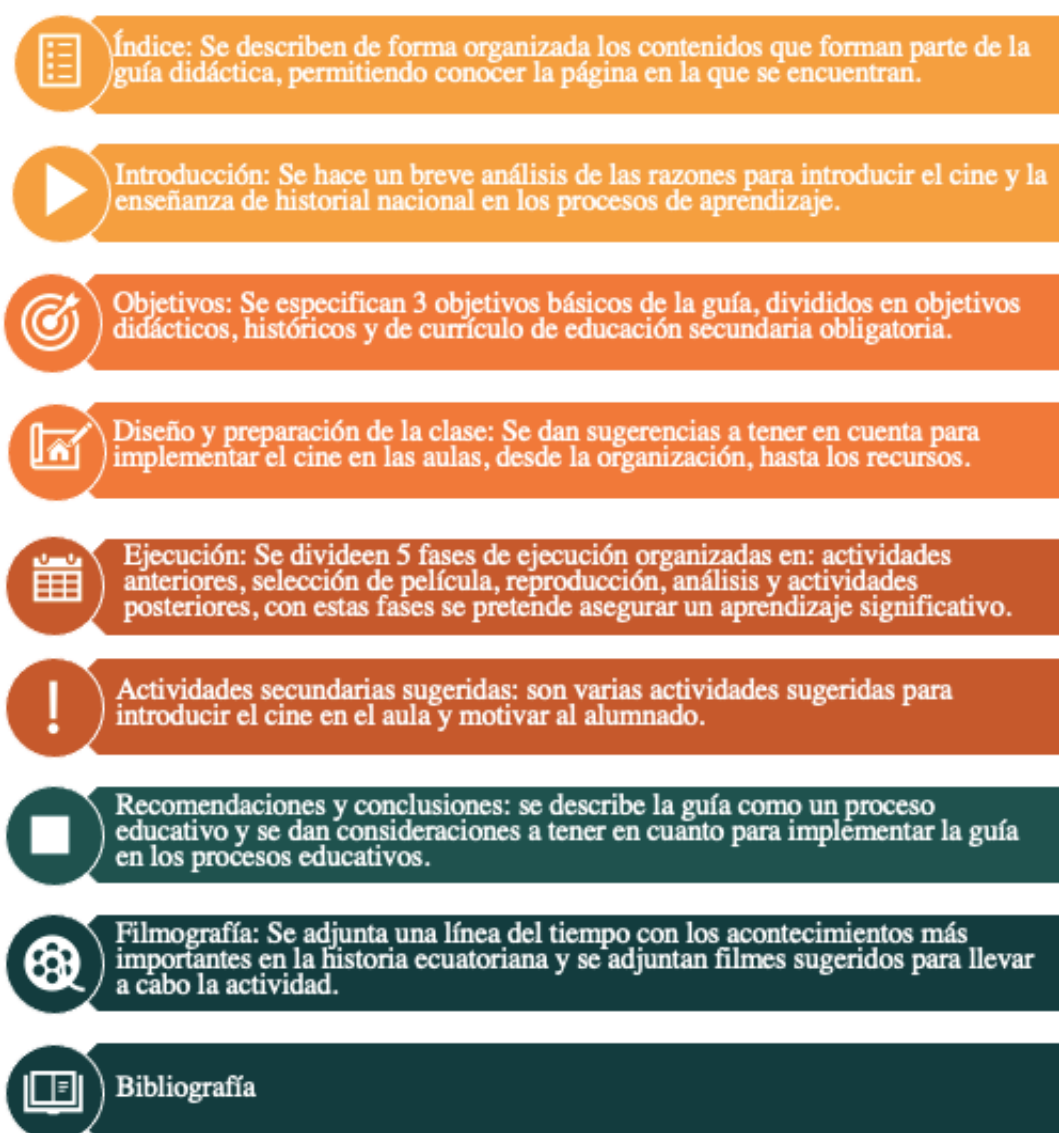 Índice: Se describen de forma organizada los contenidos que forman parte de la
guía didáctica, permitiendo conocer la página en la que se encuentran.
Introducción: Se hace un breve análisis de las razones para introducir el cine y la
enseñanza de historial nacional en los procesos de aprendizaje.
Objetivos: Se especifican 3 objetivos básicos de la guía, divididos en objetivos
didácticos, históricos y de currículo de educación secundaria obligatoria.
Diseño y preparación de la clase: Se dan sugerencias a tener en cuenta para
implementar el cine en las aulas, desde la organización, hasta los recursos.
Ejecución: Se divideen 5 fases de ejecución organizadas en: actividades
anteriores, selección de película, reproducción, análisis y actividades
posteriores, con estas fases se pretende asegurar un aprendizaje significativo.
Actividades secundarias sugeridas: son varias actividades sugeridas para
introducir el cine en el aula y motivar al alumnado.
Recomendaciones y conclusiones: se describe la guía como un proceso
educativo y se dan consideraciones a tener en cuanto para implementar la guía
en los procesos educativos.
Filmografía: Se adjunta una línea del tiempo con los acontecimientos más
importantes en la historia ecuatoriana y se adjuntan filmes sugeridos para llevar
a cabo la actividad.
Bibliografía